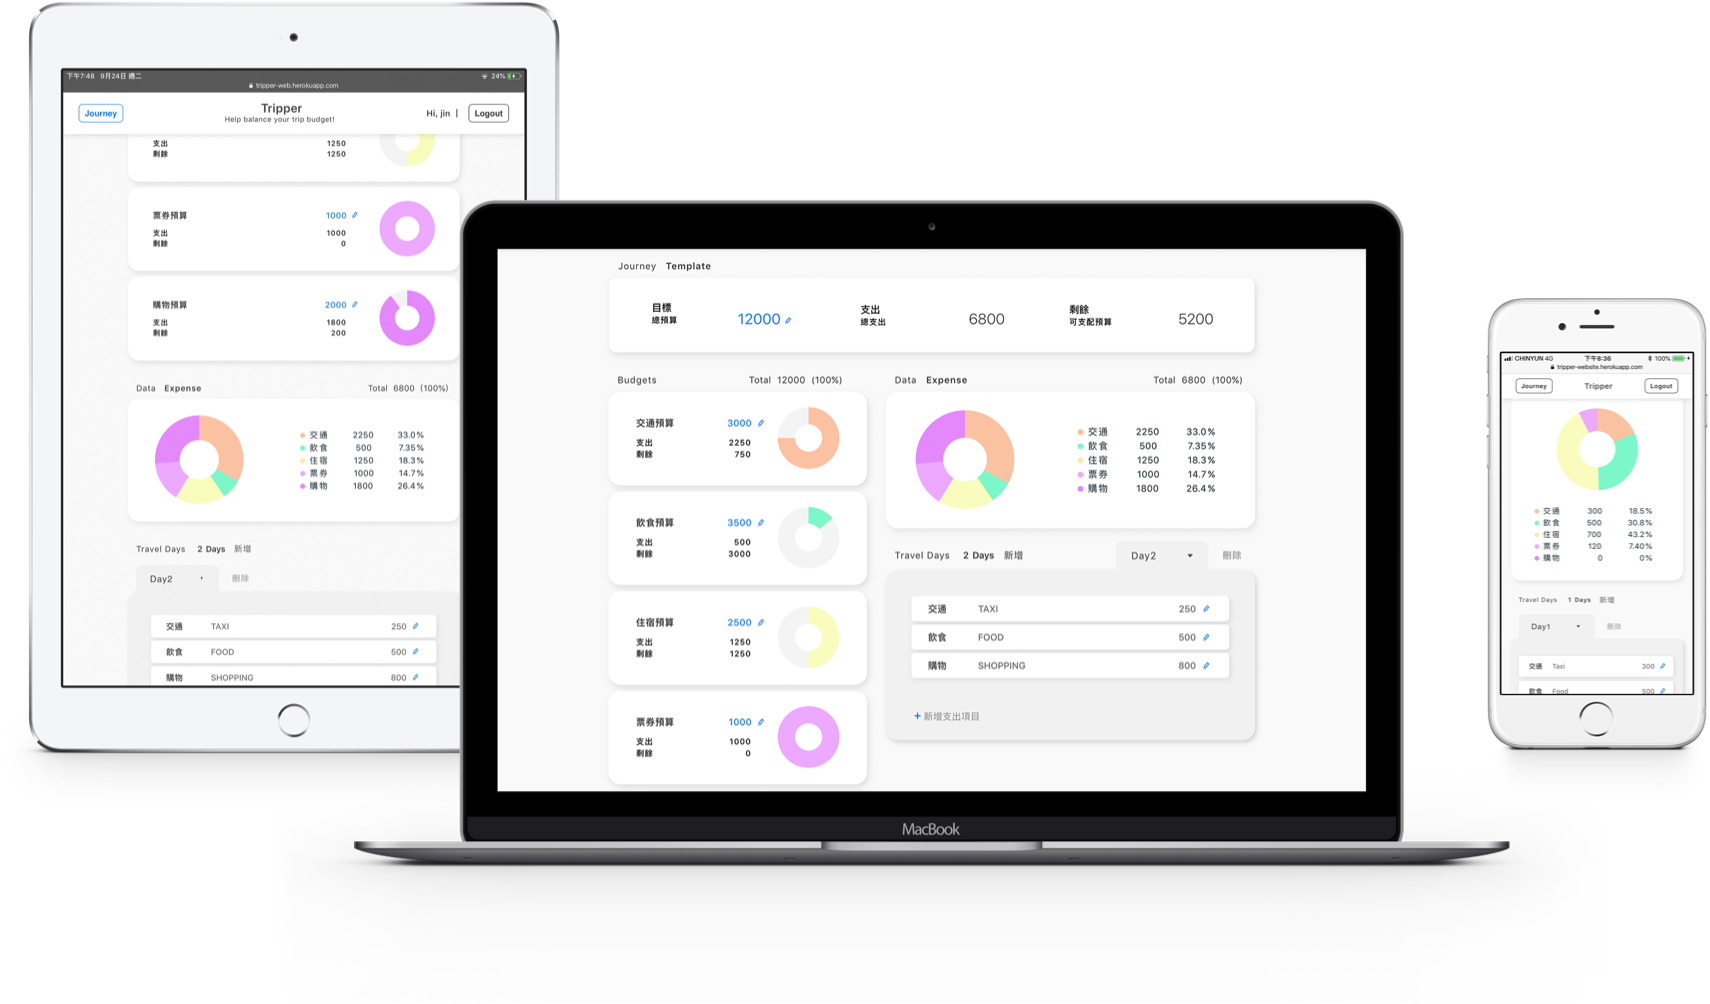 下午7:48 9月24日 週二
24%
tripper-web.herokuapp.com
Journey
Tripper
Help balance your trip budget!
Hi, jin |
Logout
支出 1250
剩餘 1250
票券預算 1000
支出 1000
剩餘 0
購物預算 2000
支出 1800
剩餘 200
Data Expense Total 6800 (100%)
交通 2250 33.0%
飲食 500 7.35%
住宿 1250 18.3%
票券 1000 14.7%
購物 1800 26.4%
Travel Days 2 Days 新增
Day2 刪除
交通 TAXI 250
飲食 FOOD 500
購物 SHOPPING 800
Journey Template
目標
總預算
12000
支出
總支出
6800
剩餘
可支配預算
5200
Budgets Total 12000 (100%)
交通預算 3000
支出 2250
剩餘 750
飲食預算 3500
支出 500
剩餘 3000
住宿預算 2500
支出 1250
剩餘 1250
票券預算 1000
支出 1000
剩餘 0
Data Expense Total 6800 (100%)
交通 2250 33.0%
飲食 500 7.35%
住宿 1250 18.3%
票券 1000 14.7%
購物 1800 26.4%
Travel Days 2 Days 新增
Day2 刪除
交通 TAXI 250
飲食 FOOD 500
購物 SHOPPING 800
+ 新增支出項目
MacBook
CHINYUN 4G 下午8:36 100%
tripper-website.herokuapp.com
Journey Tripper Logout
交通 300 18.5%
飲食 500 30.8%
住宿 700 43.2%
票券 120 7.40%
購物 0 0%
Travel Days 1 Days 新增
Day1 刪除
交通 Taxi 300
飲食 Food 500